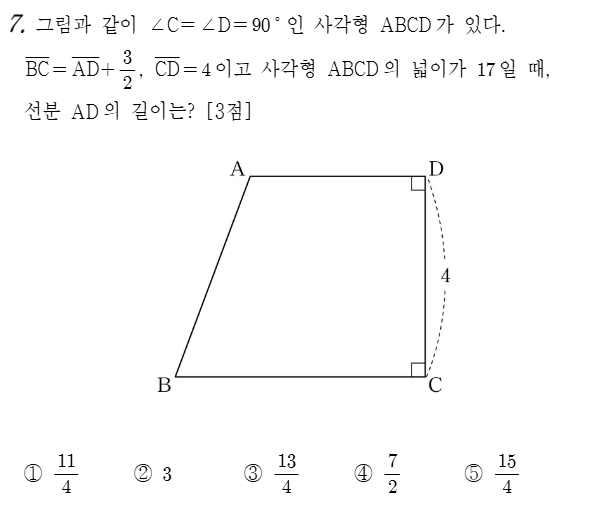 7. 그림과 같이 ∠C=∠D=90°인 사각형 ABCD가 있다.
B̅C̅=A̅D̅+3/2, C̅D̅=4이고 사각형 ABCD의 넓이가 17일 때,
선분 AD의 길이는? [3점]
A D
4
B C
① 11/4 ② 3 ③ 13/4 ④ 7/2 ⑤ 15/4